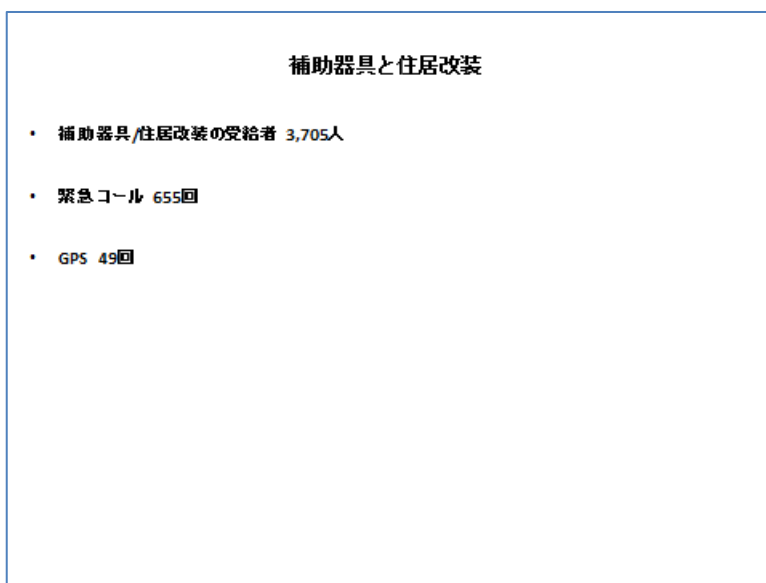 補助器具と住居改装
・ 補助器具/住居改装の受給者 3,705人
・ 緊急コール 655回
・ GPS 49回